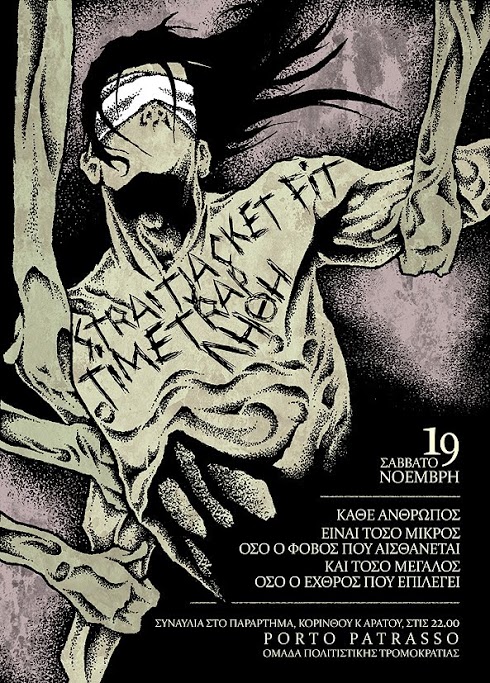 STRAITJACKET FIT
TIMETRAP
ΛΗΘΗ
19
ΣΑΒΒΑΤΟ
ΝΟΕΜΒΡΗ
ΚΑΘΕ ΑΝΘΡΩΠΟΣ
ΕΙΝΑΙ ΤΟΣΟ ΜΙΚΡΟΣ
ΟΣΟ Ο ΦΟΒΟΣ ΠΟΥ ΑΙΣΘΑΝΕΤΑΙ
ΚΑΙ ΤΟΣΟ ΜΕΓΑΛΟΣ
ΟΣΟ Ο ΕΧΘΡΟΣ ΠΟΥ ΕΠΙΛΕΓΕΙ
ΣΥΝΑΥΛΙΑ ΣΤΟ ΠΑΡΑΡΤΗΜΑ, ΚΟΡΙΝΘΟΥ Κ ΑΡΑΤΟΥ, ΣΤΙΣ 22.00
PORTO PATRASSO
ΟΜΑΔΑ ΠΟΛΙΤΙΣΤΙΚΗΣ ΤΡΟΜΟΚΡΑΤΙΑΣ